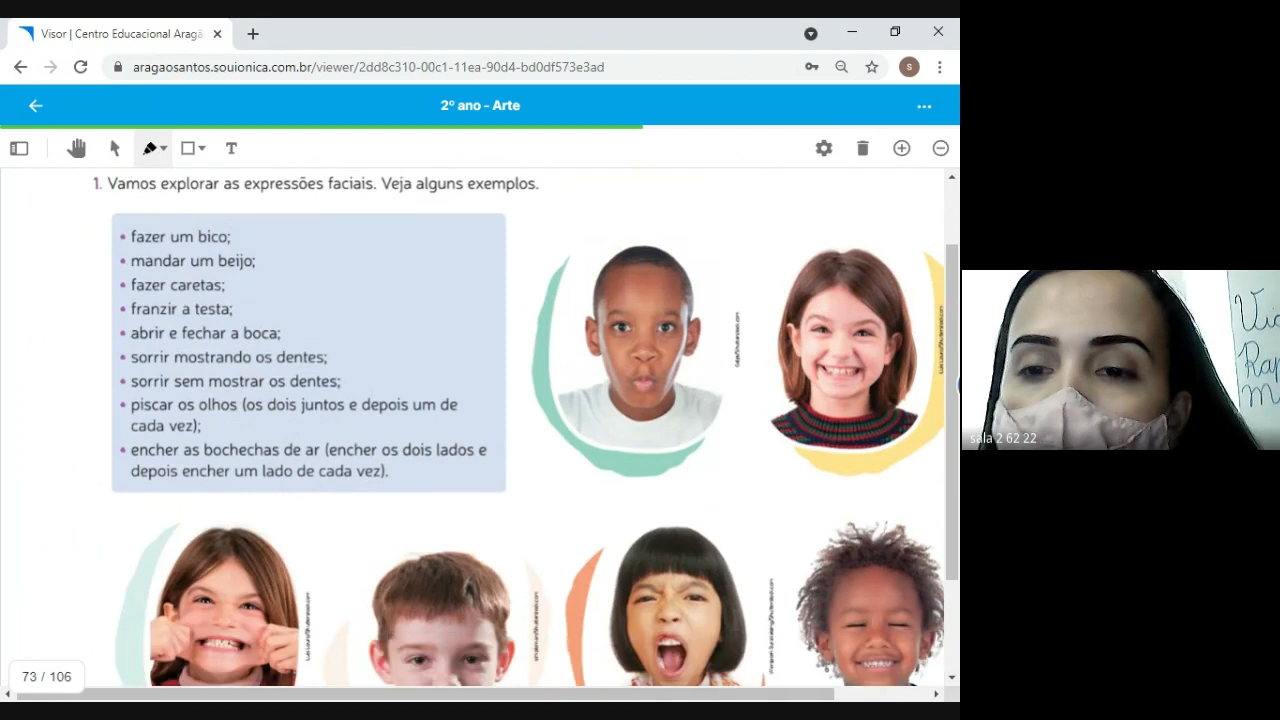 Visor | Centro Educacional Aragã
aragaosantos.souionica.com.br/viewer/2dd8c310-00c1-11ea-90d4-bd0df573e3ad
s
2º ano - Arte
T
1. Vamos explorar as expressões faciais. Veja alguns exemplos.
• fazer um bico;
• mandar um beijo;
• fazer caretas;
• franzir a testa;
• abrir e fechar a boca;
• sorrir mostrando os dentes;
• sorrir sem mostrar os dentes;
• piscar os olhos (os dois juntos e depois um de
cada vez);
• encher as bochechas de ar (encher os dois lados e
depois encher um lado de cada vez).
73 / 106
sala 2 62 22